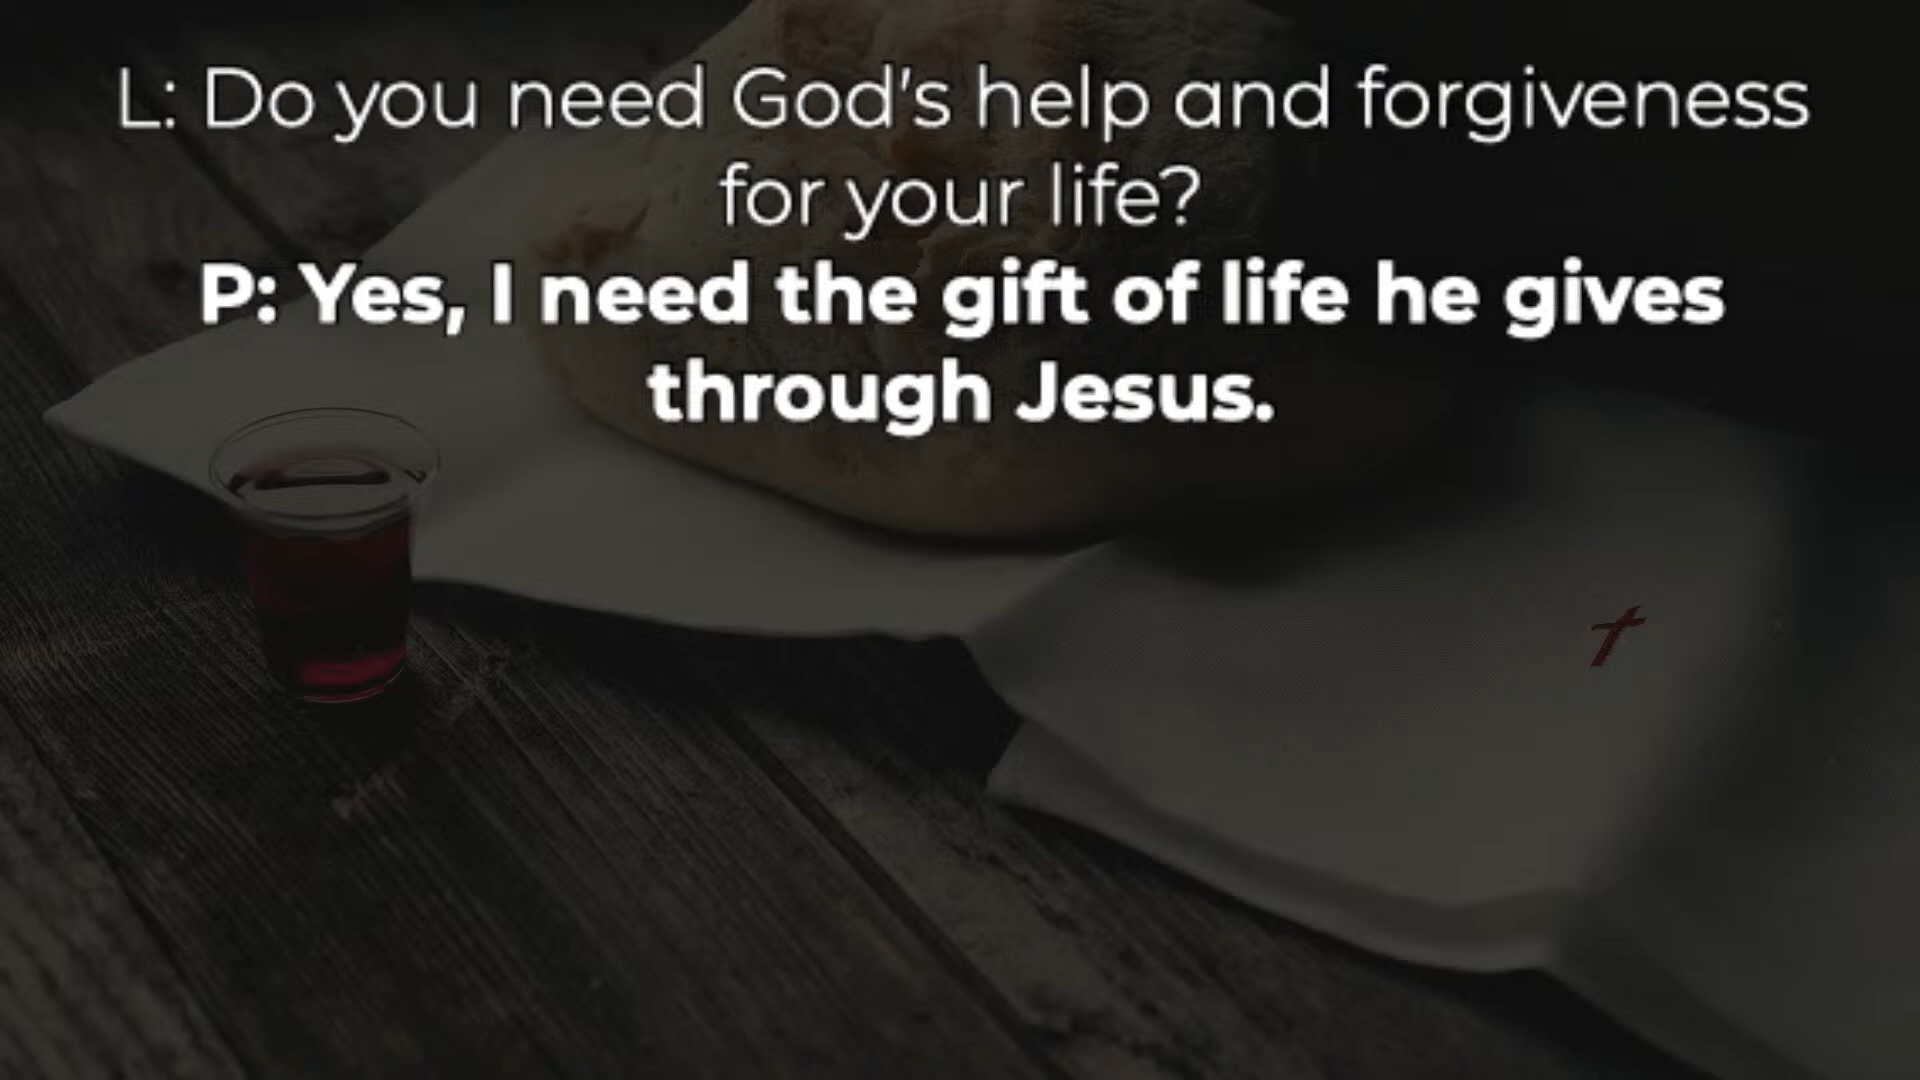 L: Do you need God's help and forgiveness
for your life?
P: Yes, I need the gift of life he gives
through Jesus.